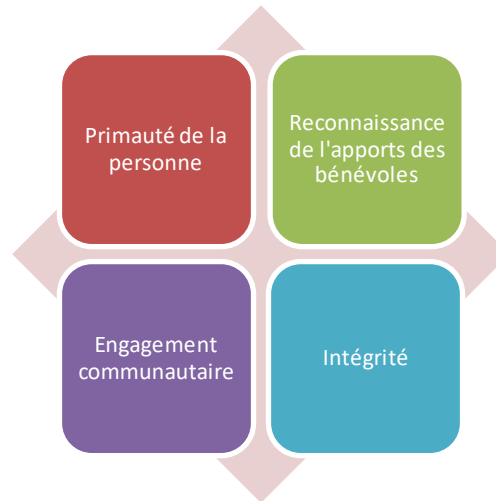 Primauté de la
personne
Reconnaissance
de l'apports des
bénévoles
Engagement
communautaire
Intégrité